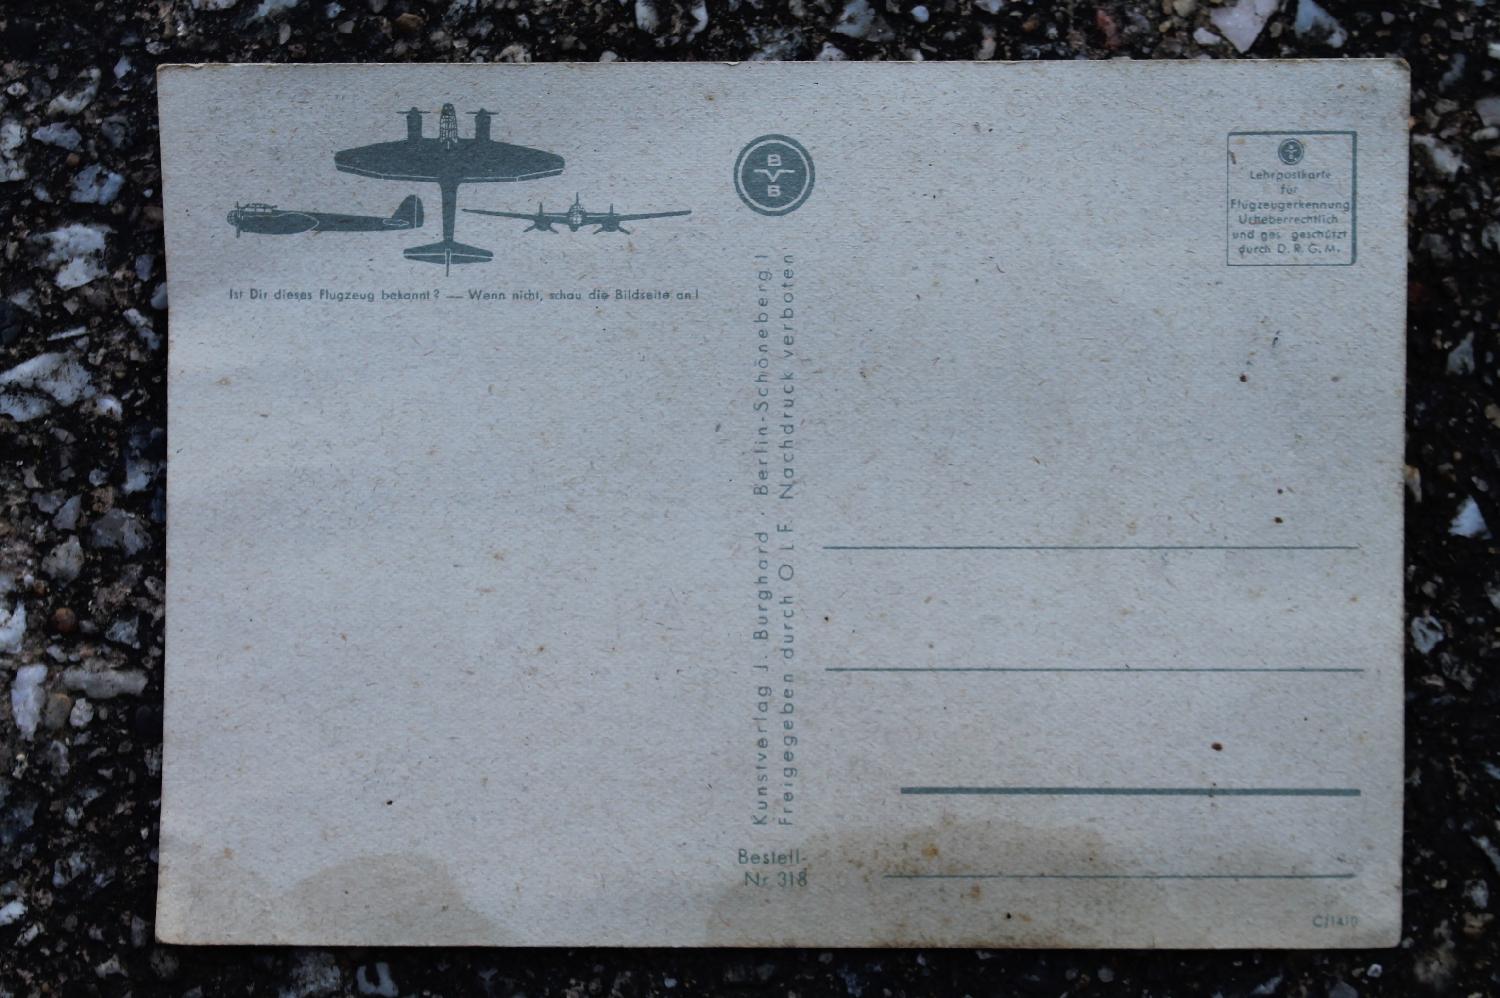 Ist Dir dieses Flugzeug bekannt? — Wenn nicht, schau die Bildseite an!
B
V
B
Lehrpostkarte
für
Flugzeugerkennung
Urheberrechtlich
und ges. geschützt
durch D. R. G. M.
Kunstverlag J. Burghard · Berlin-Schöneberg I
Freigegeben durch O. L. F. Nachdruck verboten
Bestell-
Nr. 318